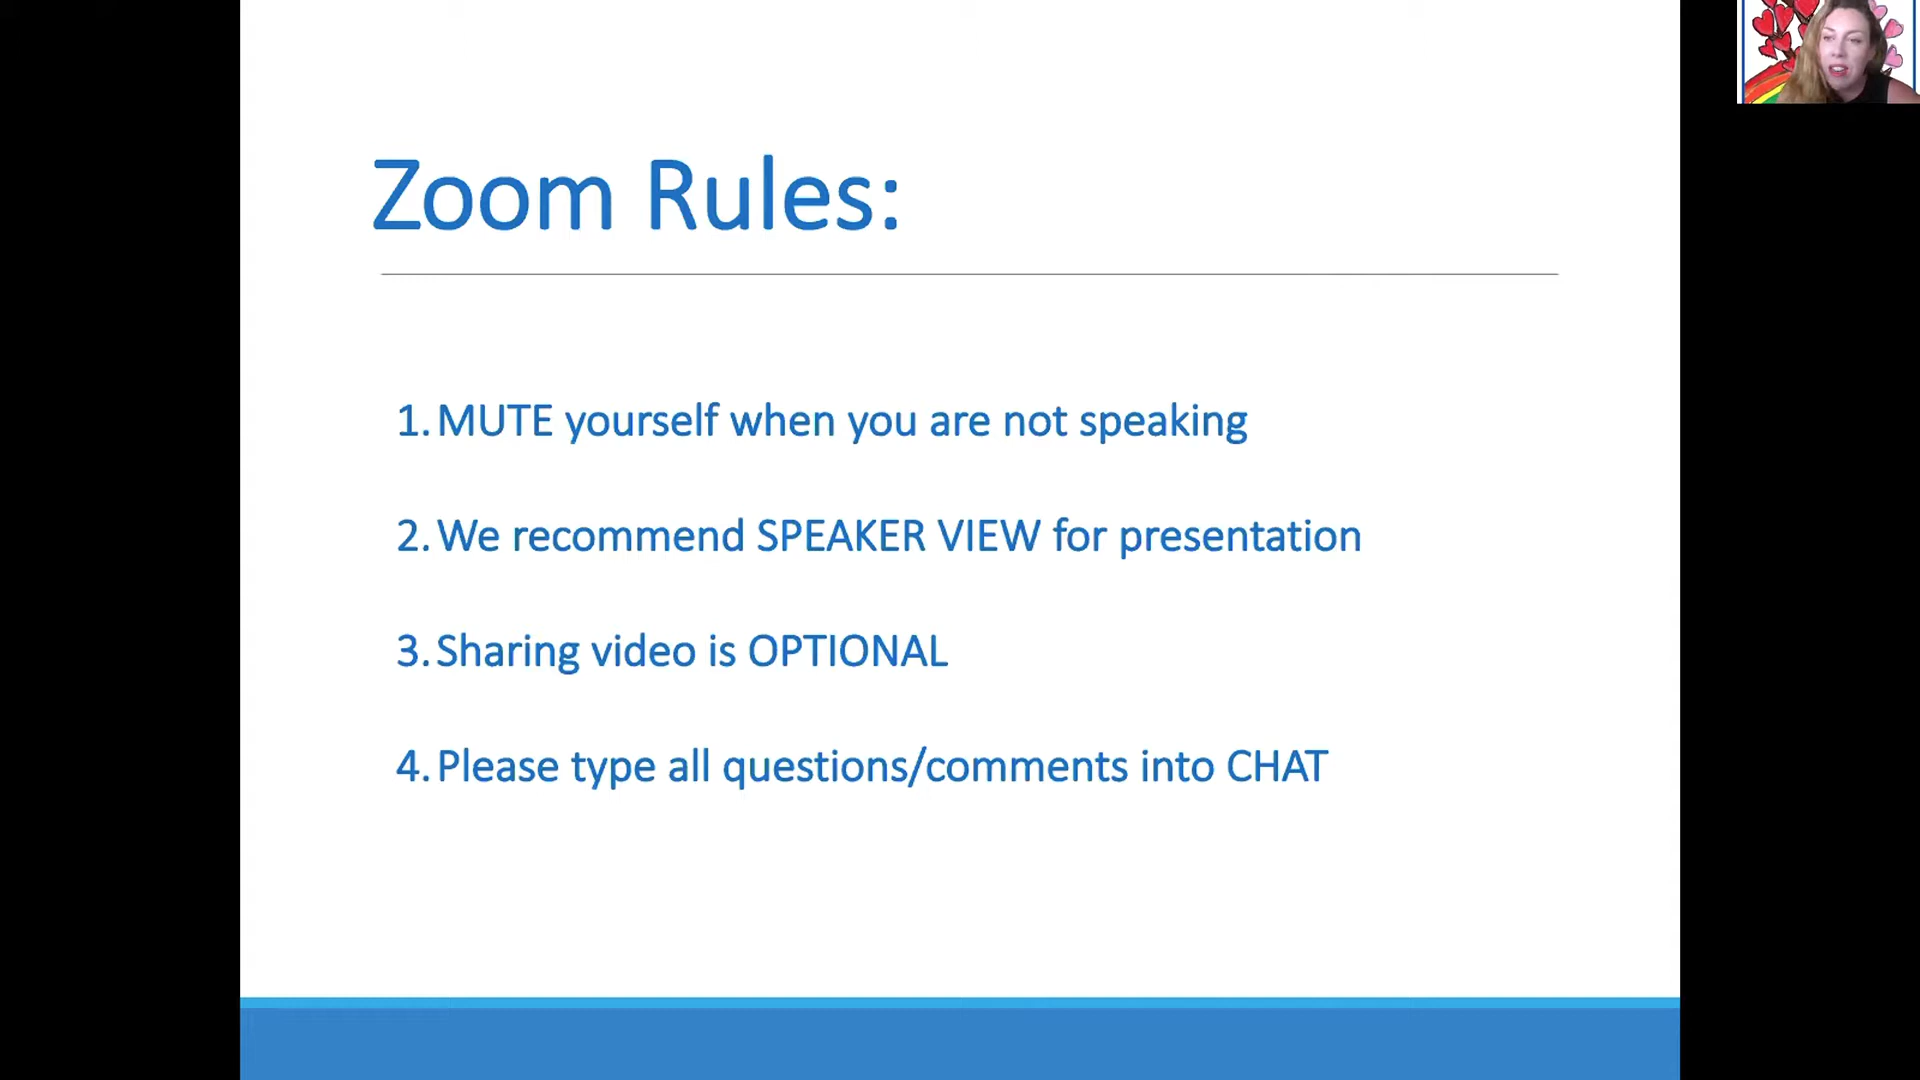 Zoom Rules:
1. MUTE yourself when you are not speaking
2. We recommend SPEAKER VIEW for presentation
3. Sharing video is OPTIONAL
4. Please type all questions/comments into CHAT